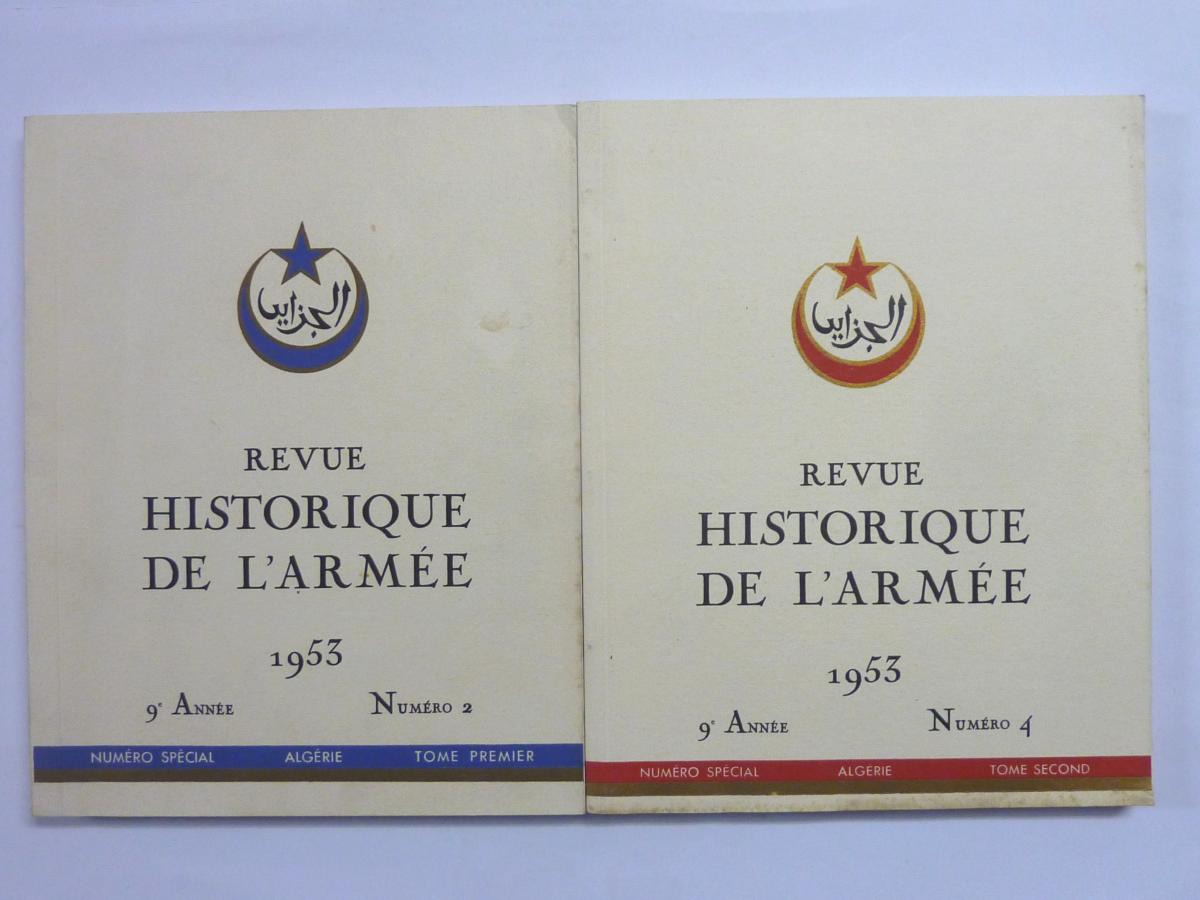 الجزاير
REVUE
HISTORIQUE
DE L'ARMÉE
1953
9e ANNÉE NUMÉRO 2
NUMÉRO SPÉCIAL ALGÉRIE TOME PREMIER
الجزاير
REVUE
HISTORIQUE
DE L'ARMÉE
1953
9e ANNÉE NUMÉRO 4
NUMÉRO SPÉCIAL ALGÉRIE TOME SECOND